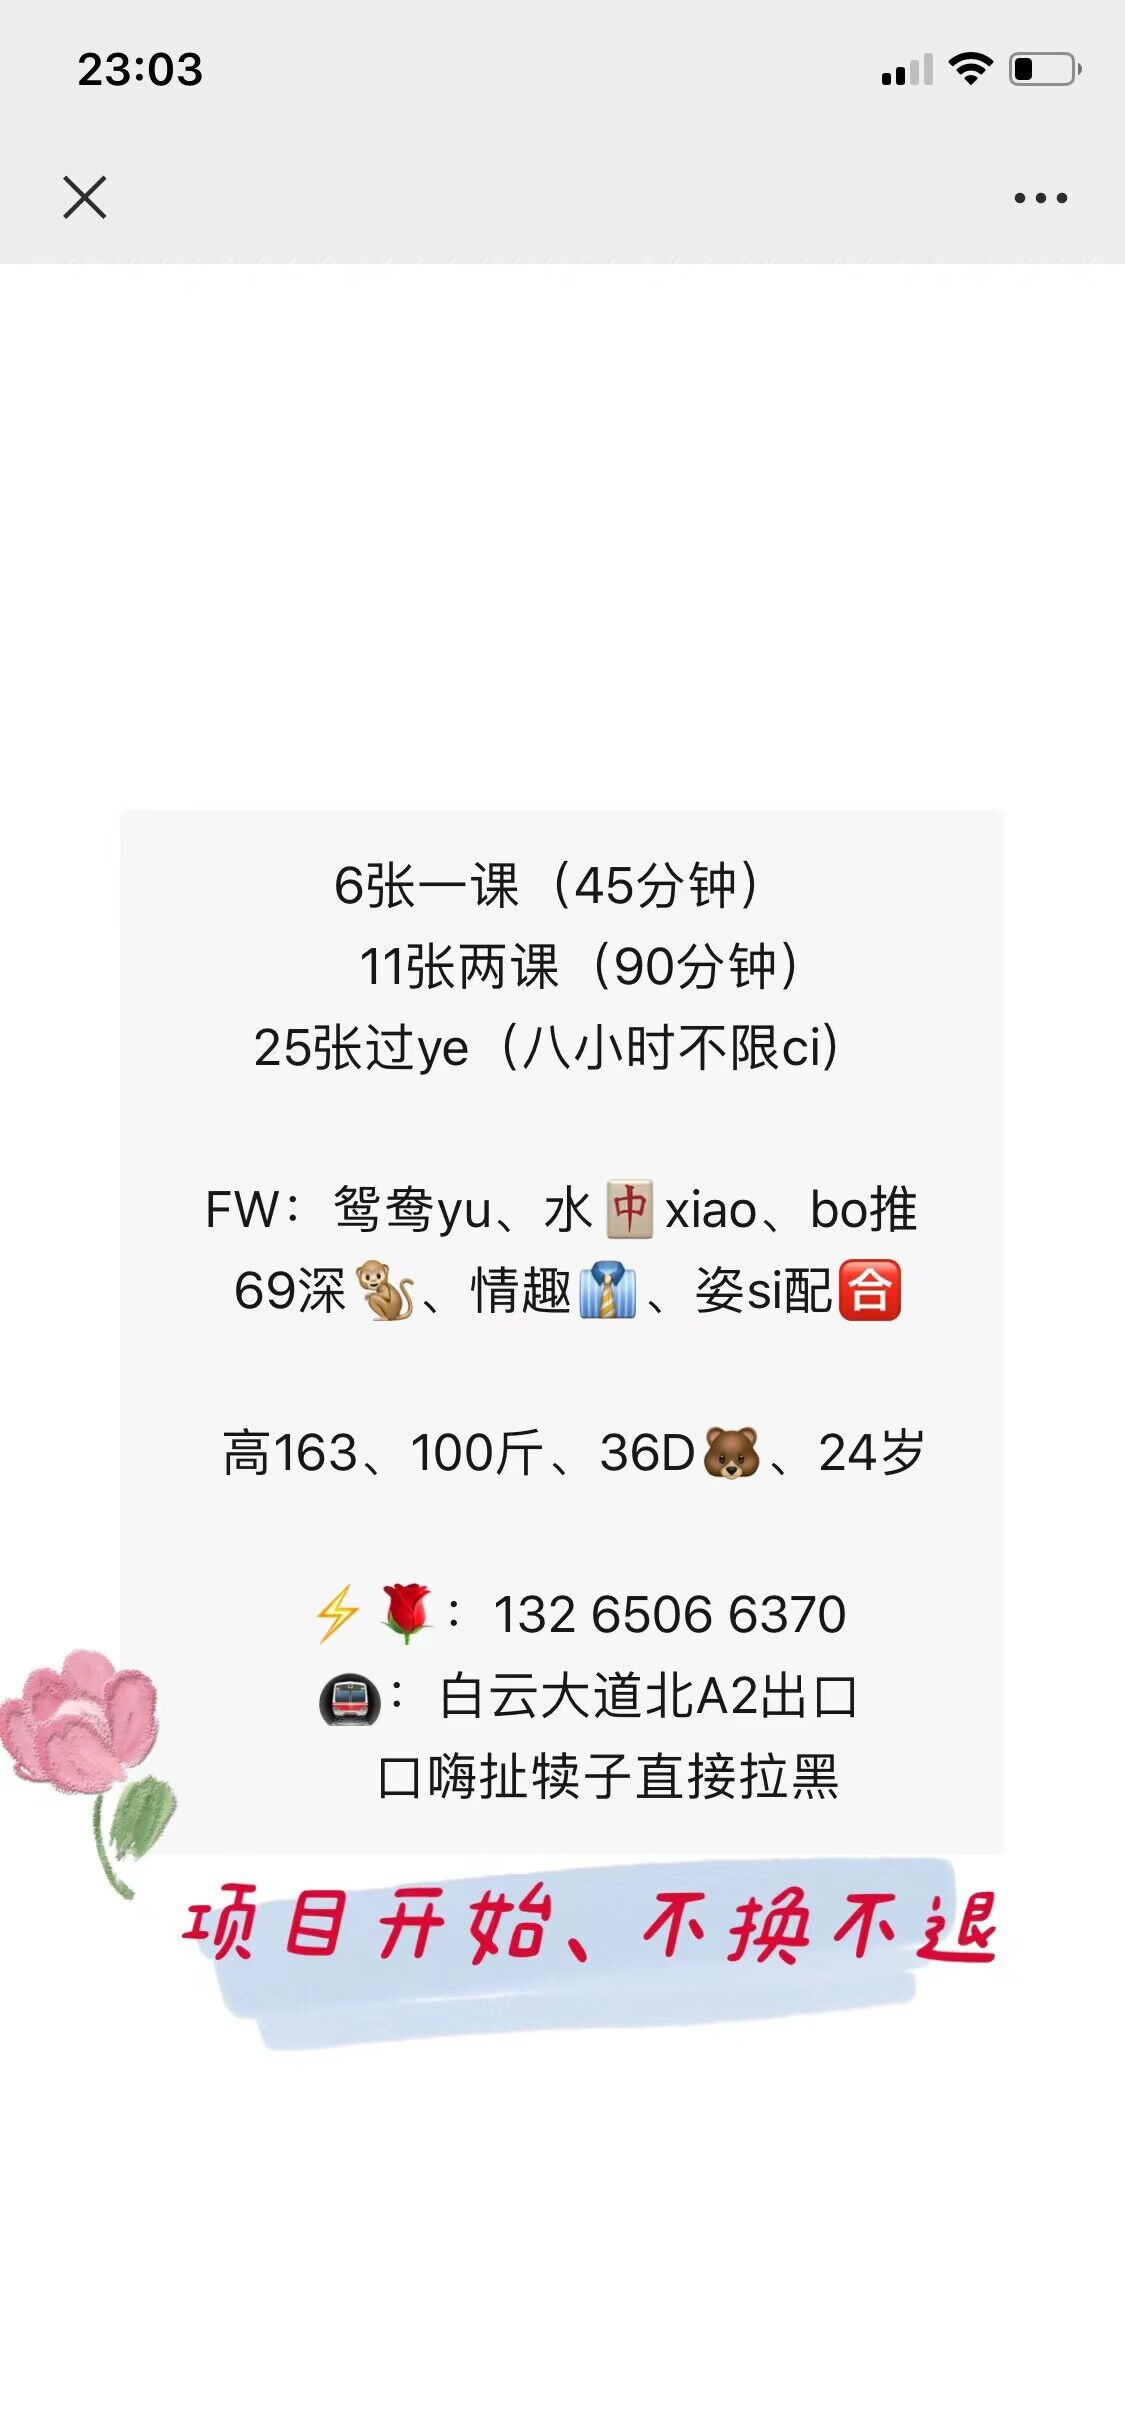 23:03
6张一课（45分钟）
11张两课（90分钟）
25张过ye（八小时不限ci）
FW：鸳鸯yu、水🀄xiao、bo推
69深🐒、情趣👔、姿si配🈴
高163、100斤、36D🐻、24岁
⚡🌹：132 6506 6370
🚇：白云大道北A2出口
口嗨扯犊子直接拉黑
项目开始、不换不退